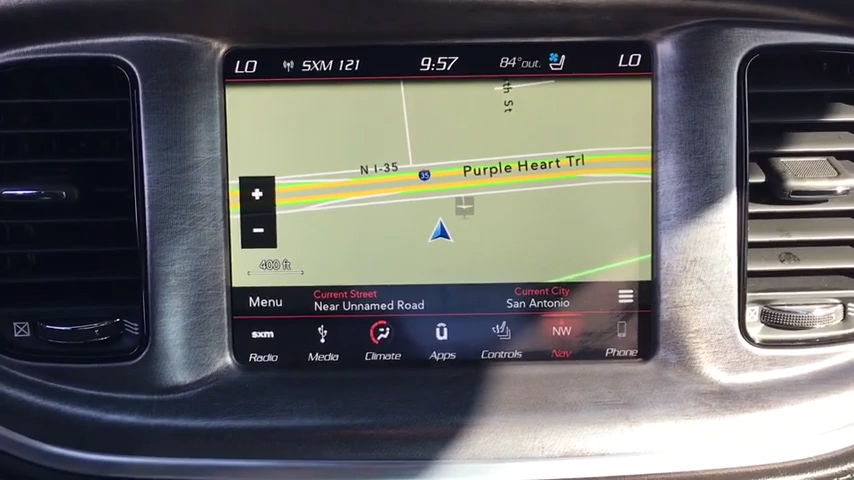 LO SXM 121 9:57 84° out. LO
th St
N I-35 35 Purple Heart Trl
+
-
400 ft
Menu Current Street Current City
Near Unnamed Road San Antonio
sxm ū NW
Radio Media Climate Apps Controls Nav Phone